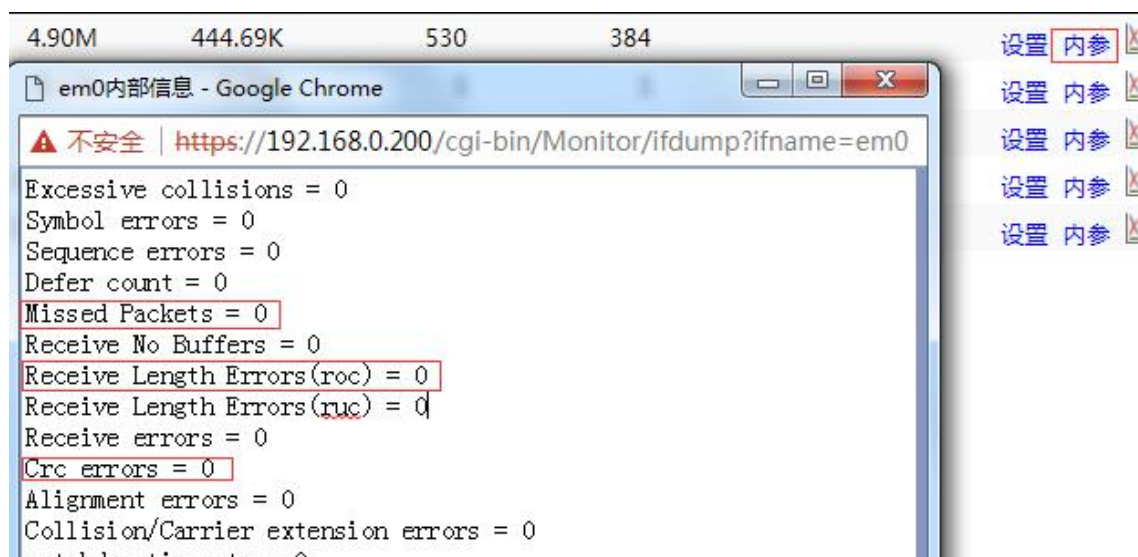 4.90M 444.69K 530 384 设置 内参
em0内部信息 - Google Chrome
设置 内参
不安全 https://192.168.0.200/cgi-bin/Monitor/ifdump?ifname=em0
设置 内参
Excessive collisions = 0
设置 内参
Symbol errors = 0
设置 内参
Sequence errors = 0
Defer count = 0
Missed Packets = 0
Receive No Buffers = 0
Receive Length Errors(roc) = 0
Receive Length Errors(ruc) = 0
Receive errors = 0
Crc errors = 0
Alignment errors = 0
Collision/Carrier extension errors = 0